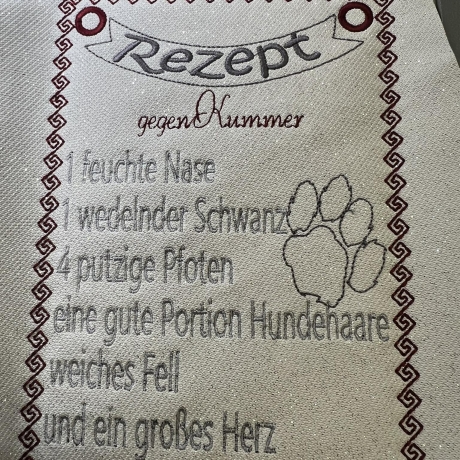 Rezept
gegen Kummer
1 feuchte Nase
1 wedelnder Schwanz
4 putzige Pfoten
eine gute Portion Hundehaare
weiches Fell
und ein großes Herz